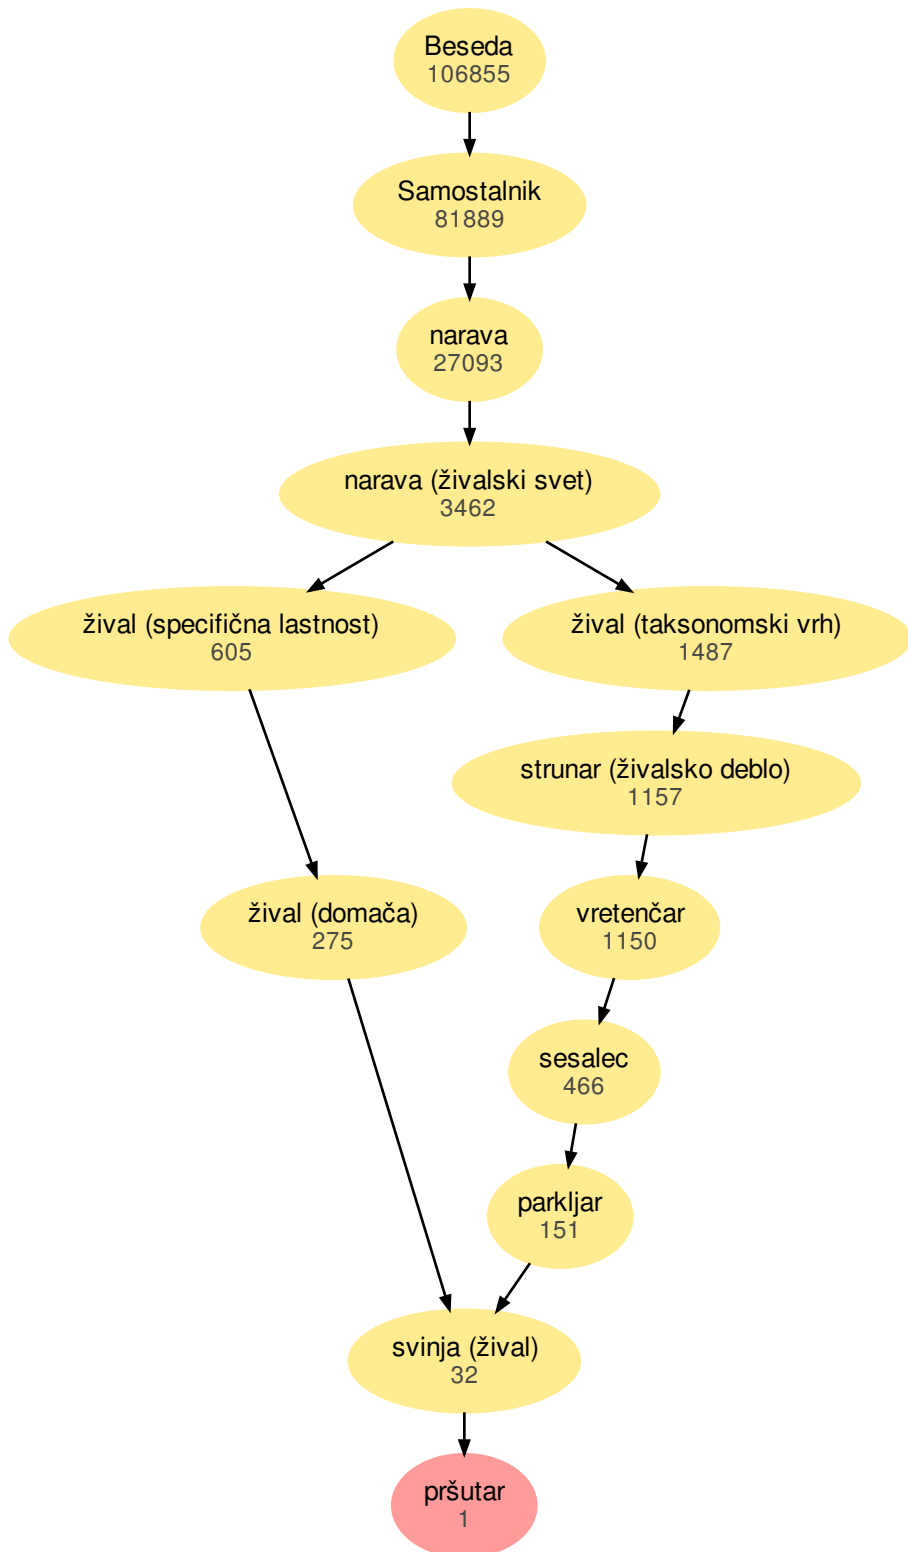 Beseda
106855
Samostalnik
81889
narava
27093
narava (živalski svet)
3462
žival (specifična lastnost)
605
žival (taksonomski vrh)
1487
strunar (živalsko deblo)
1157
žival (domača)
275
vretenčar
1150
sesalec
466
parkljar
151
svinja (žival)
32
pršutar
1